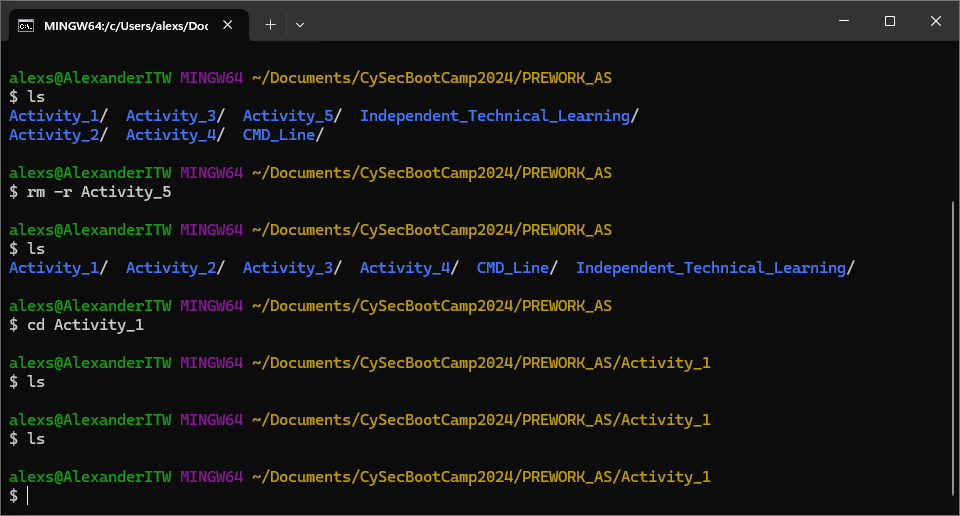 MINGW64:/c/Users/alexs/Doc
alexs@AlexanderITW MINGW64 ~/Documents/CySecBootCamp2024/PREWORK_AS
$ ls
Activity_1/  Activity_3/  Activity_5/  Independent_Technical_Learning/
Activity_2/  Activity_4/  CMD_Line/
alexs@AlexanderITW MINGW64 ~/Documents/CySecBootCamp2024/PREWORK_AS
$ rm -r Activity_5
alexs@AlexanderITW MINGW64 ~/Documents/CySecBootCamp2024/PREWORK_AS
$ ls
Activity_1/  Activity_2/  Activity_3/  Activity_4/  CMD_Line/  Independent_Technical_Learning/
alexs@AlexanderITW MINGW64 ~/Documents/CySecBootCamp2024/PREWORK_AS
$ cd Activity_1
alexs@AlexanderITW MINGW64 ~/Documents/CySecBootCamp2024/PREWORK_AS/Activity_1
$ ls
alexs@AlexanderITW MINGW64 ~/Documents/CySecBootCamp2024/PREWORK_AS/Activity_1
$ ls
alexs@AlexanderITW MINGW64 ~/Documents/CySecBootCamp2024/PREWORK_AS/Activity_1
$